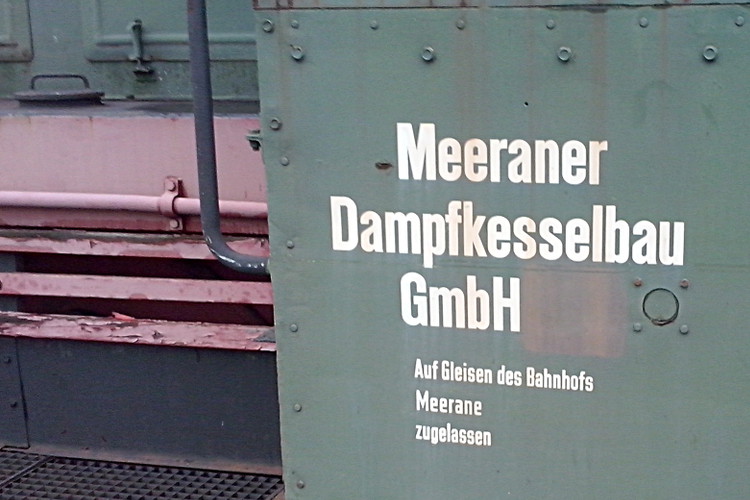 Meeraner
Dampfkesselbau
GmbH
Auf Gleisen des Bahnhofs
Meerane
zugelassen